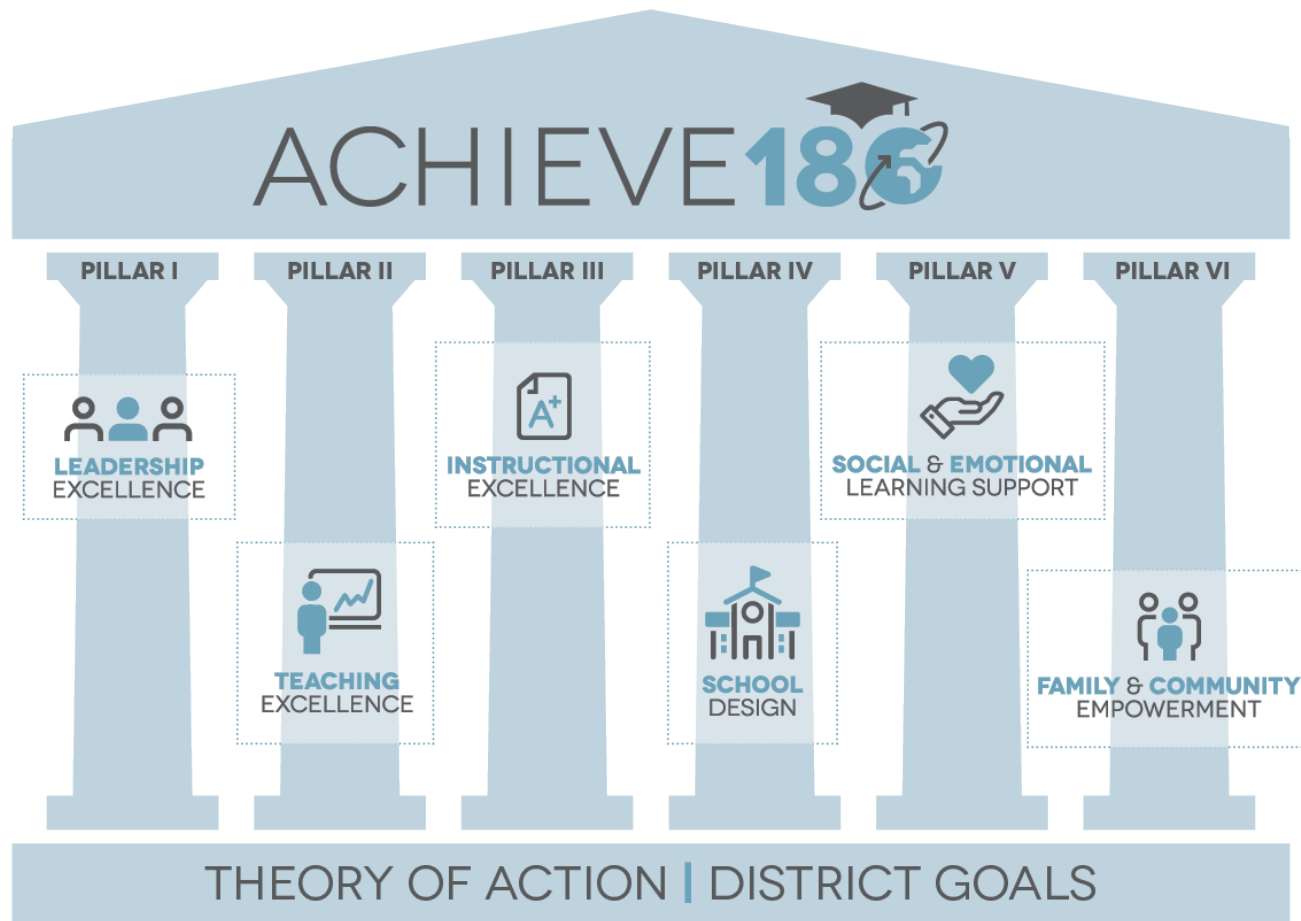 ACHIEVE180
PILLAR I
PILLAR II
PILLAR III
PILLAR IV
PILLAR V
PILLAR VI
LEADERSHIP
EXCELLENCE
TEACHING
EXCELLENCE
A+
INSTRUCTIONAL
EXCELLENCE
SCHOOL
DESIGN
SOCIAL & EMOTIONAL
LEARNING SUPPORT
FAMILY & COMMUNITY
EMPOWERMENT
THEORY OF ACTION | DISTRICT GOALS